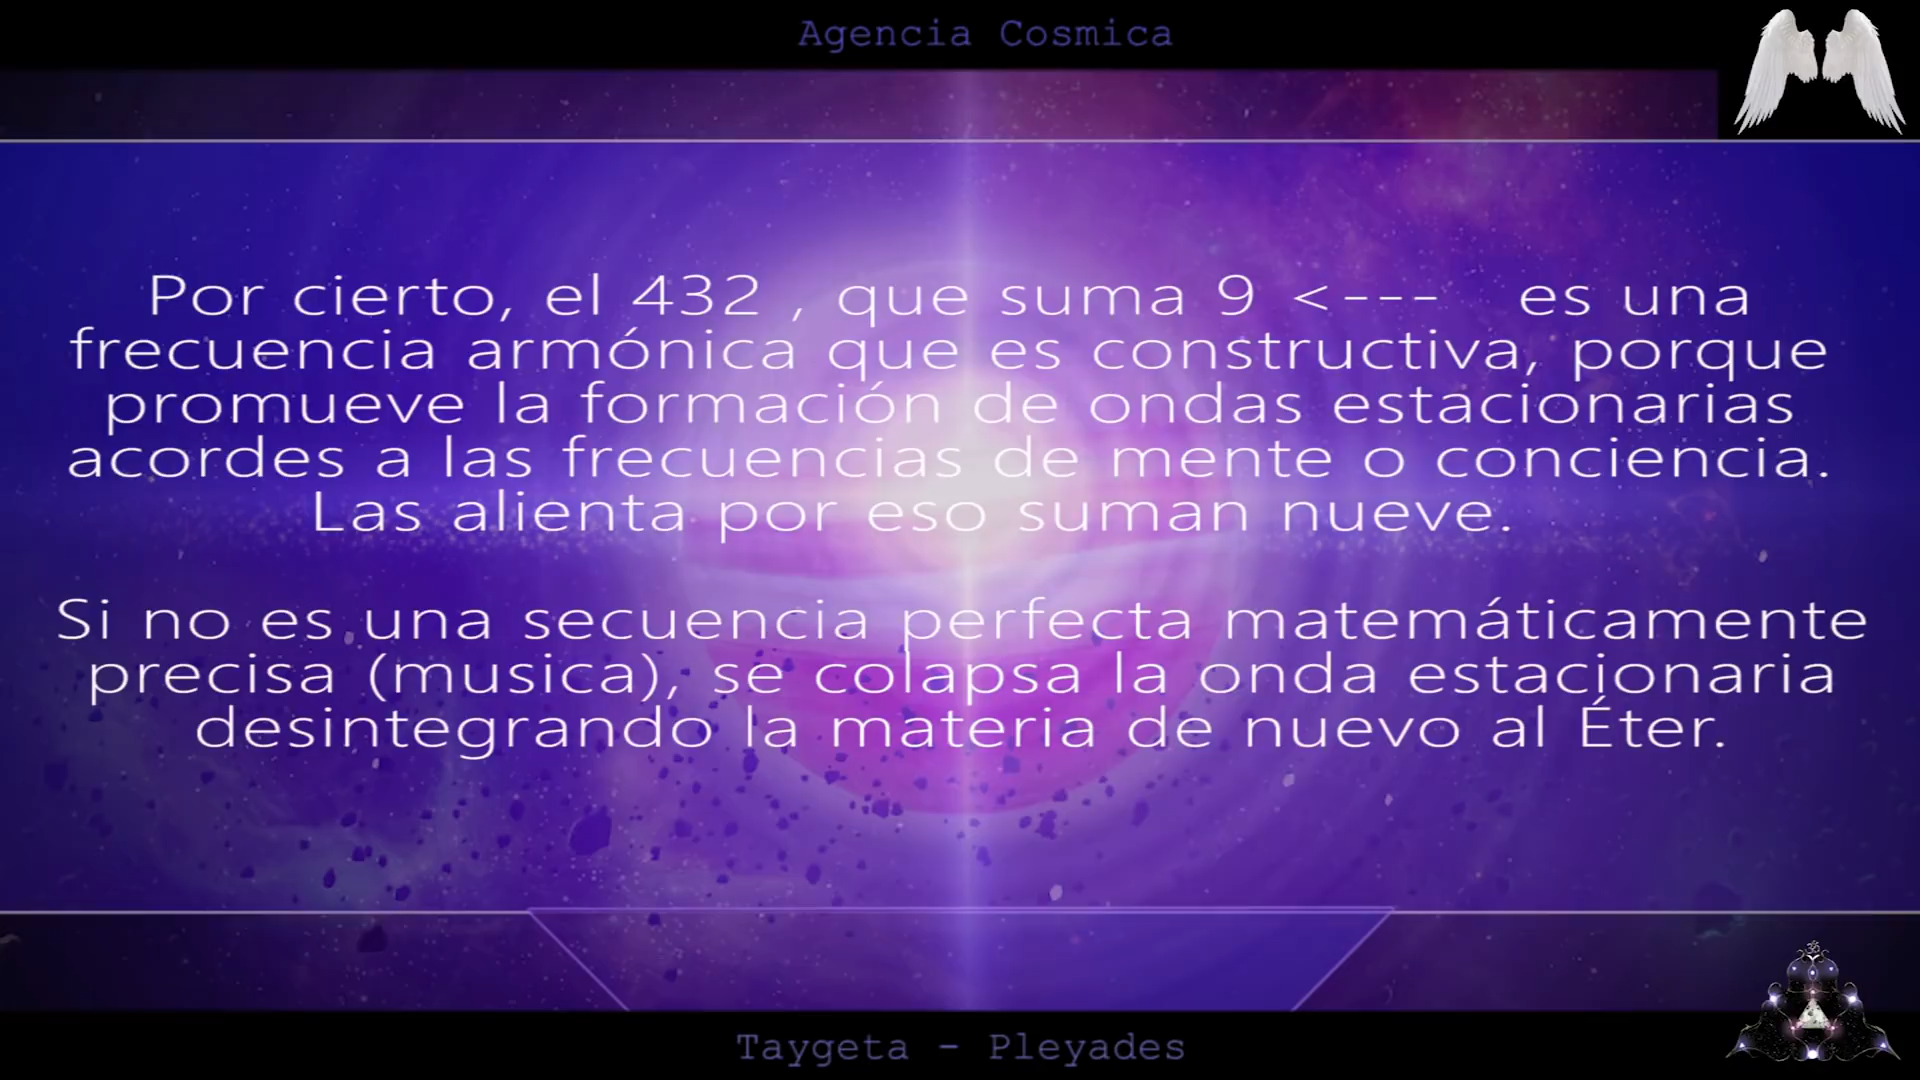 Agencia Cosmica
Por cierto, el 432 , que suma 9 <--- es una
frecuencia armónica que es constructiva, porque
promueve la formación de ondas estacionarias
acordes a las frecuencias de mente o conciencia.
Las alienta por eso suman nueve.
Si no es una secuencia perfecta matemáticamente
precisa (musica), se colapsa la onda estacionaria
desintegrando la materia de nuevo al Éter.
ॐ
Taygeta - Pleyades